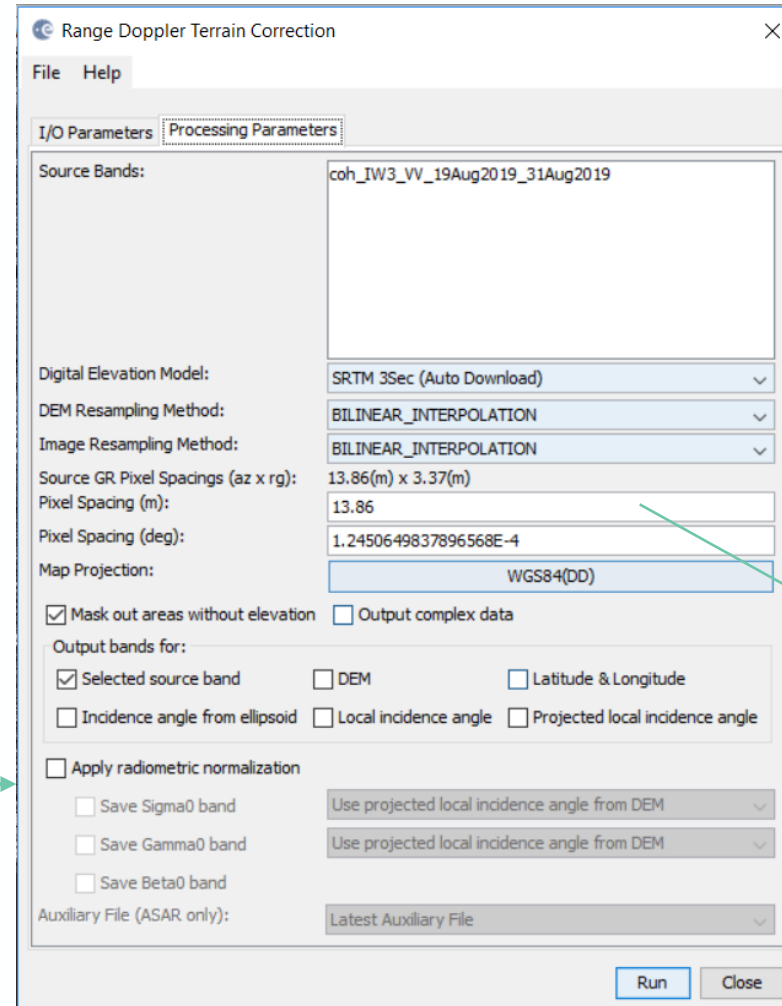 Range Doppler Terrain Correction
File Help
I/O Parameters Processing Parameters
Source Bands: coh_IW3_VV_19Aug2019_31Aug2019
Digital Elevation Model: SRTM 3Sec (Auto Download)
DEM Resampling Method: BILINEAR_INTERPOLATION
Image Resampling Method: BILINEAR_INTERPOLATION
Source GR Pixel Spacings (az x rg): 13.86(m) x 3.37(m)
Pixel Spacing (m): 13.86
Pixel Spacing (deg): 1.2450649837896568E-4
Map Projection: WGS84(DD)
Mask out areas without elevation Output complex data
Output bands for:
Selected source band DEM Latitude & Longitude
Incidence angle from ellipsoid Local incidence angle Projected local incidence angle
Apply radiometric normalization
Save Sigma0 band Use projected local incidence angle from DEM
Save Gamma0 band Use projected local incidence angle from DEM
Save Beta0 band
Auxiliary File (ASAR only): Latest Auxiliary File
Run Close